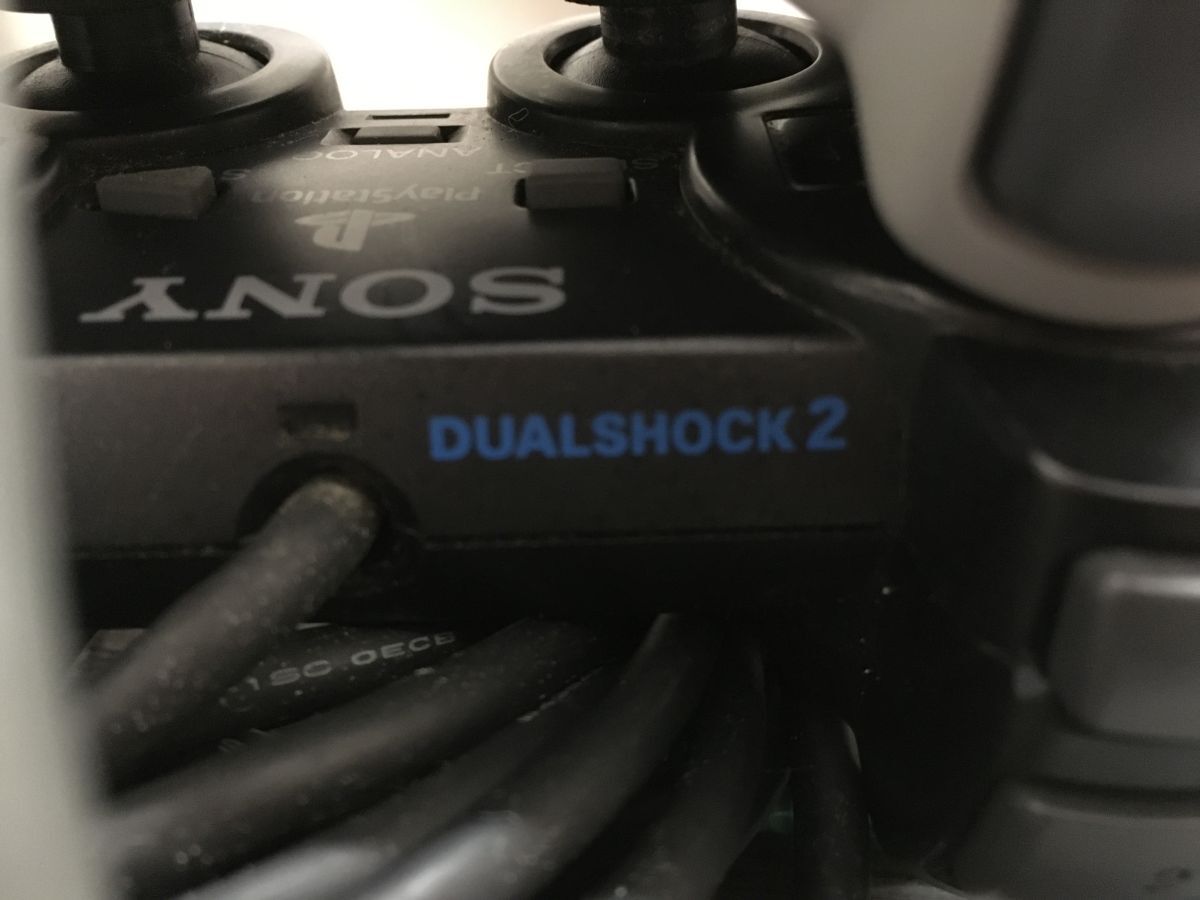 ANALOG
PlayStation
SONY
DUALSHOCK 2